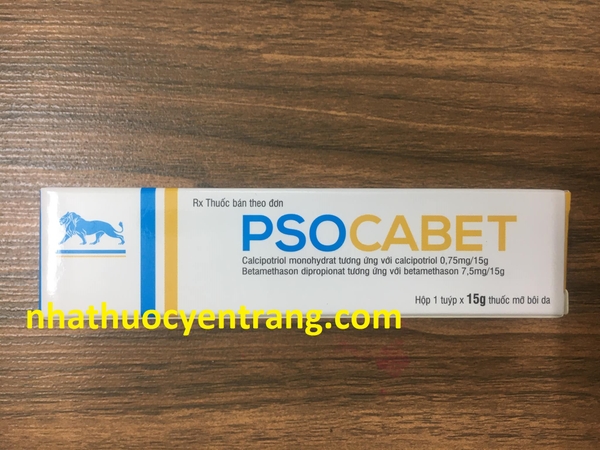 Rx Thuốc bán theo đơn
PSOCABET
Calcipotriol monohydrat tương ứng với calcipotriol 0,75mg/15g
Betamethason dipropionat tương ứng với betamethason 7,5mg/15g
Hộp 1 tuýp x 15g thuốc mỡ bôi da
nhathuocyentrang.com